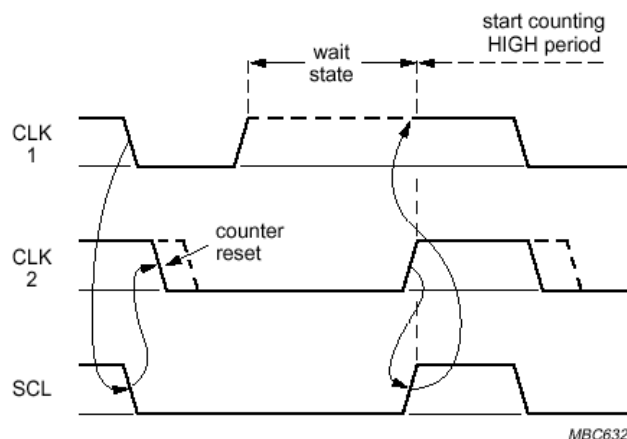 start counting
HIGH period
wait
state
CLK
1
counter
reset
CLK
2
SCL
MBC632